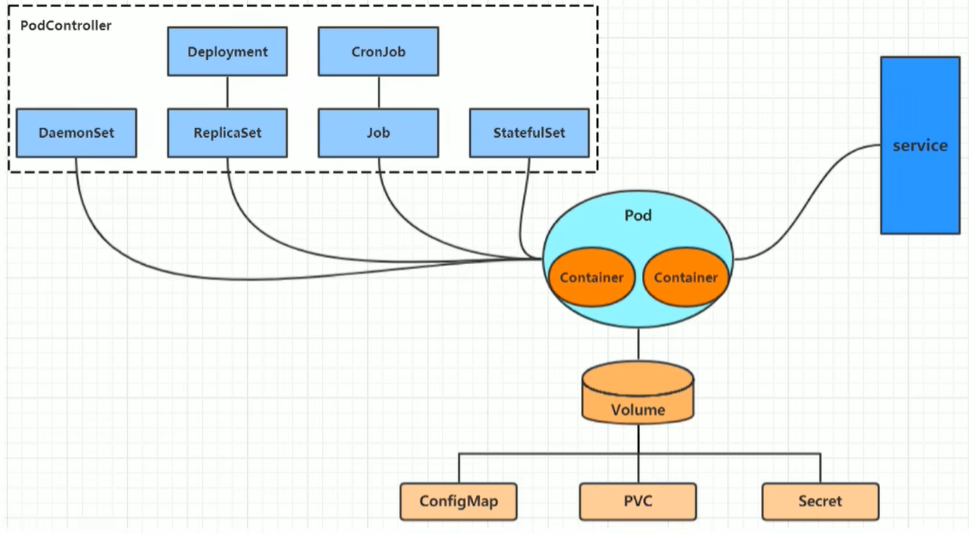 PodController
Deployment
CronJob
DaemonSet
ReplicaSet
Job
StatefulSet
service
Pod
Container
Container
Volume
ConfigMap
PVC
Secret